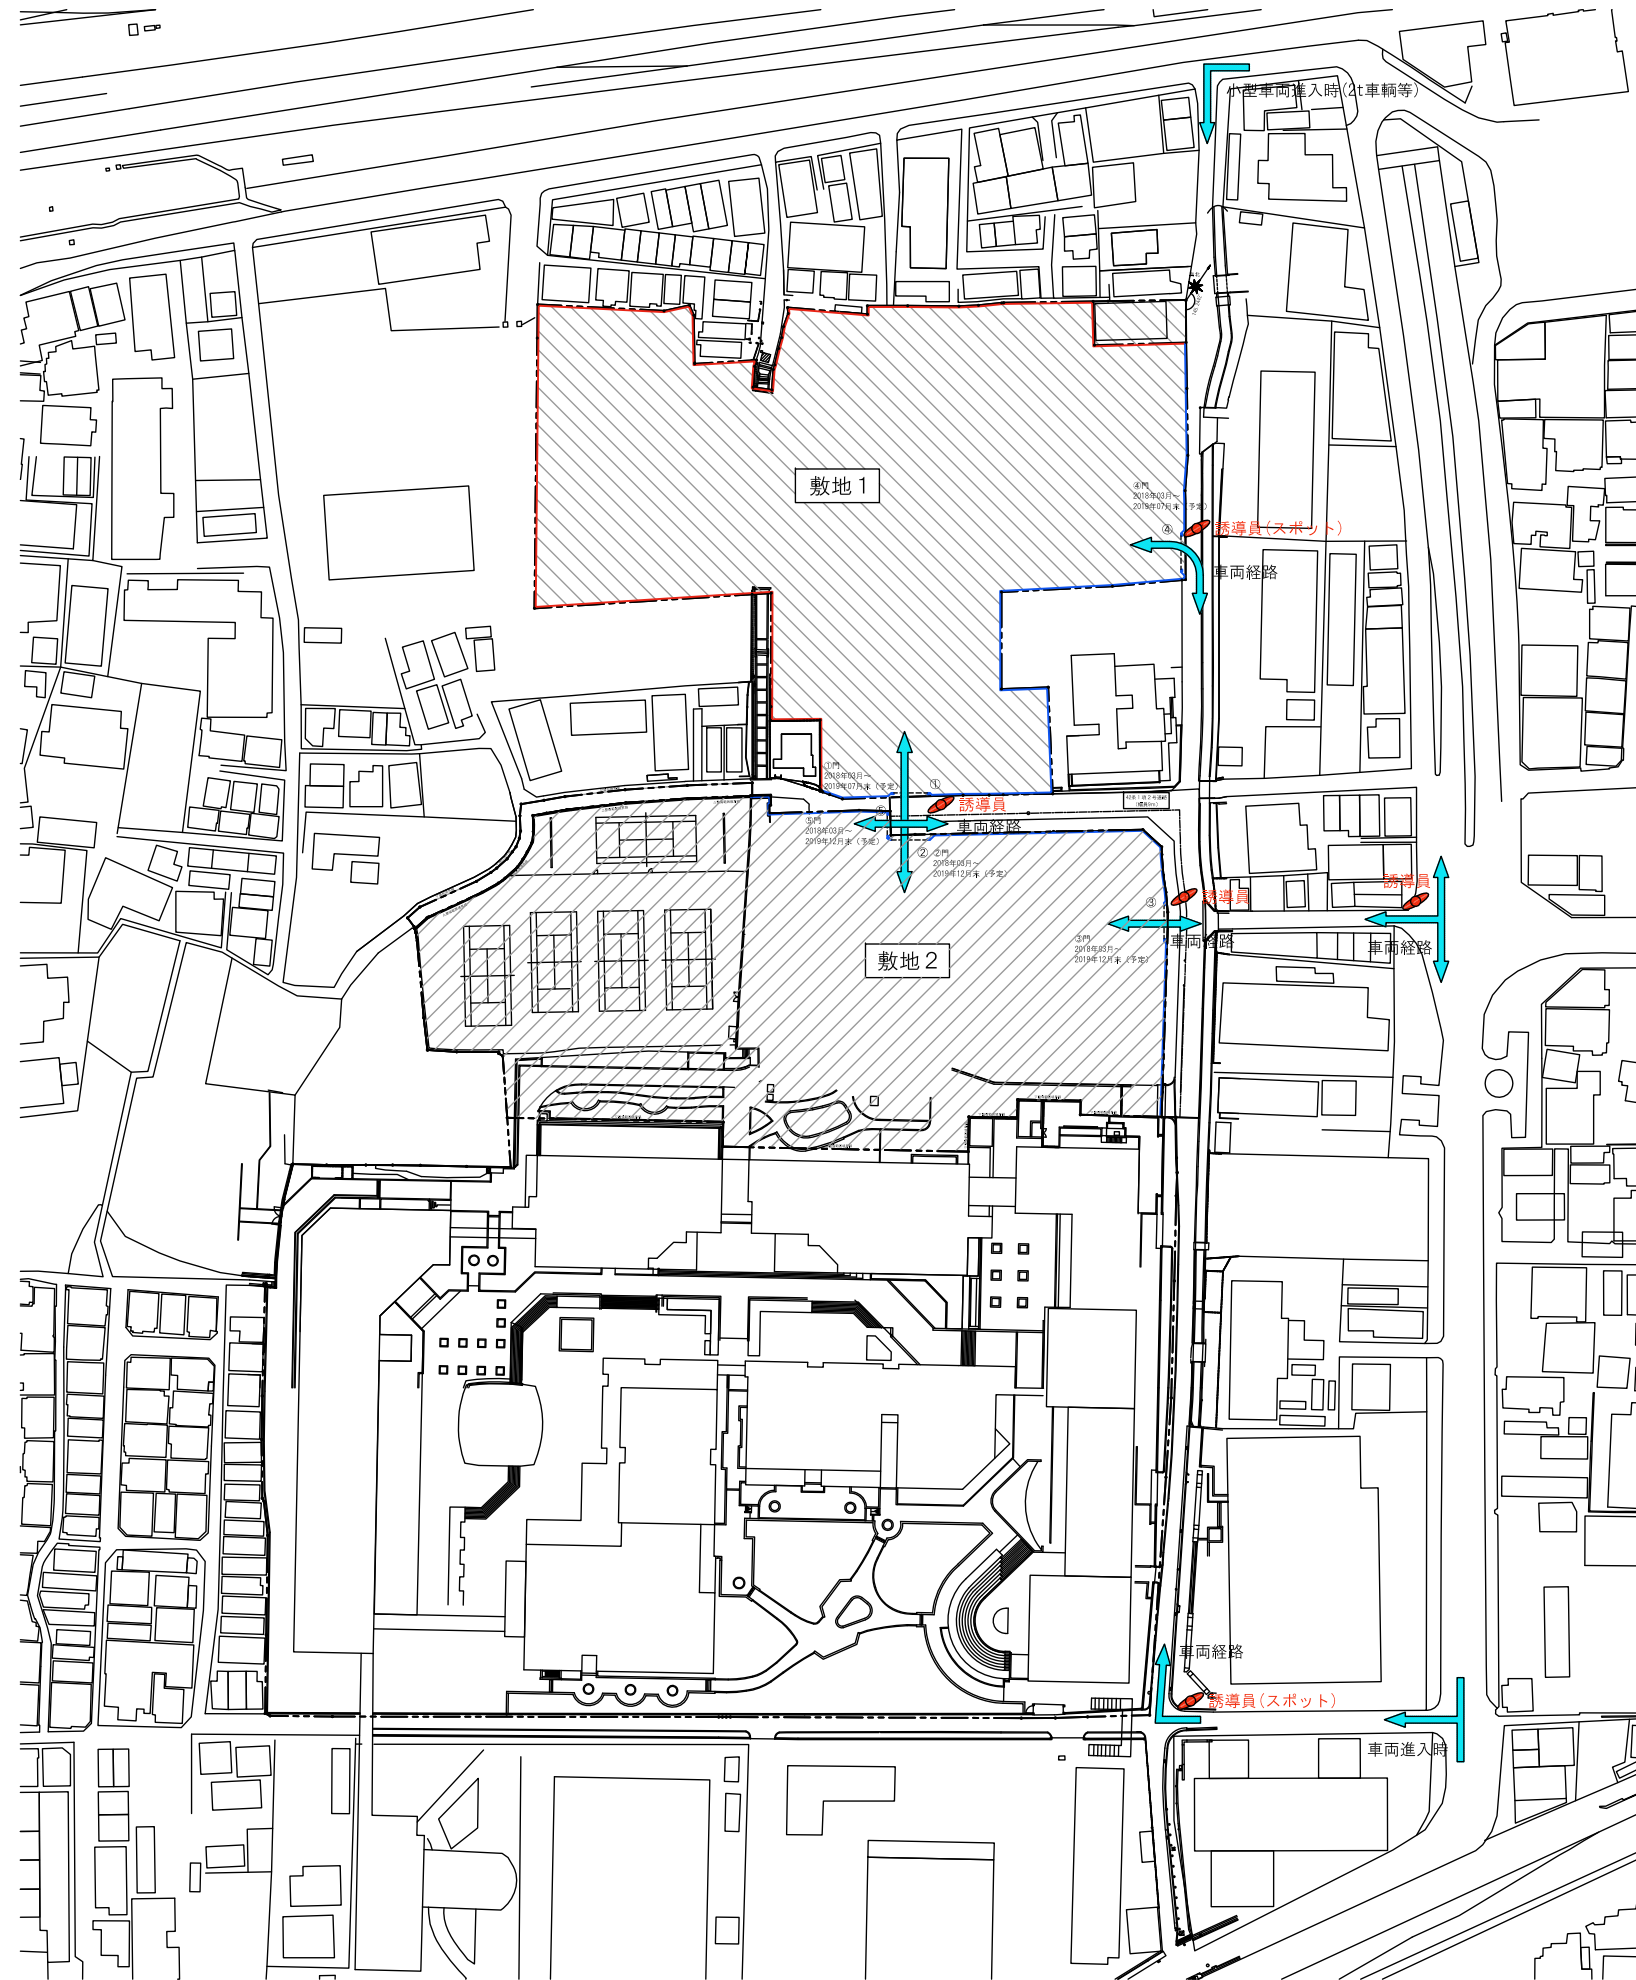 小型車両進入時(2t車輌等)
敷地1
④門
2018年03月~
2019年07月末(予定)
④
誘導員(スポット)
車両経路
①門
2018年03月~
2019年07月末(予定)
①
誘導員
⑤
車両経路
⑤門
2018年03月~
2019年12月末(予定)
②
②門
2018年03月~
2019年12月末(予定)
誘導員
誘導員
③
車両経路
車両経路
③門
2018年03月~
2019年12月末(予定)
敷地2
車両経路
誘導員(スポット)
車両進入時